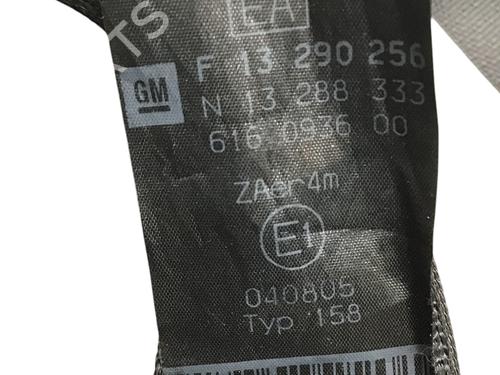 EA
F 13 290 256
GM
N 13 288 333
616 0936 00
ZAer4m
E1
040805
Typ 158